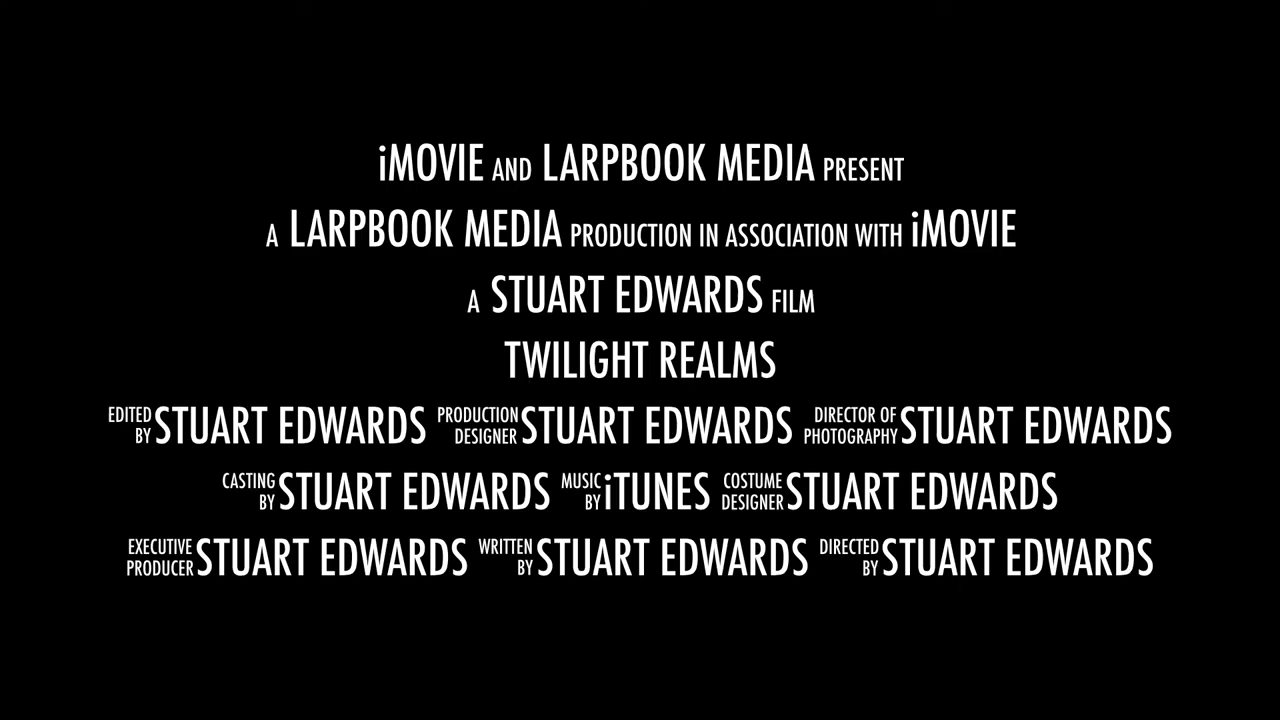 iMOVIE AND LARPBOOK MEDIA PRESENT
A LARPBOOK MEDIA PRODUCTION IN ASSOCIATION WITH iMOVIE
A STUART EDWARDS FILM
TWILIGHT REALMS
EDITED BY STUART EDWARDS PRODUCTION DESIGNER STUART EDWARDS DIRECTOR OF PHOTOGRAPHY STUART EDWARDS
CASTING BY STUART EDWARDS MUSIC BY iTUNES COSTUME DESIGNER STUART EDWARDS
EXECUTIVE PRODUCER STUART EDWARDS WRITTEN BY STUART EDWARDS DIRECTED BY STUART EDWARDS